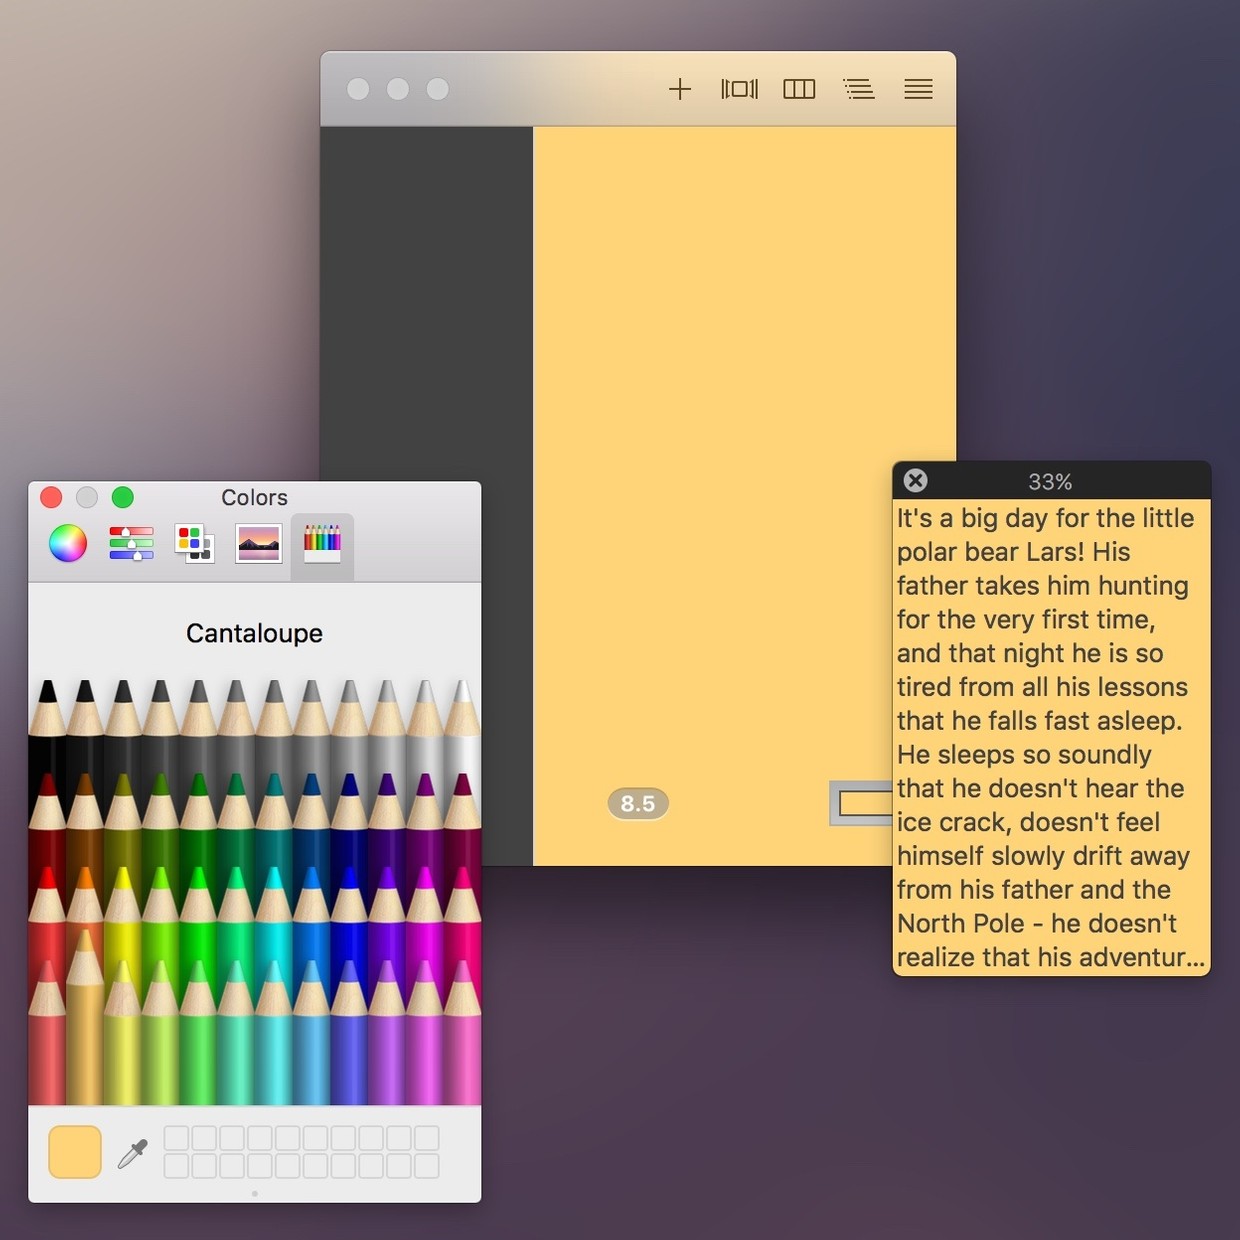 Colors
Cantaloupe
8.5
33%
It's a big day for the little
polar bear Lars! His
father takes him hunting
for the very first time,
and that night he is so
tired from all his lessons
that he falls fast asleep.
He sleeps so soundly
that he doesn't hear the
ice crack, doesn't feel
himself slowly drift away
from his father and the
North Pole - he doesn't
realize that his adventur...